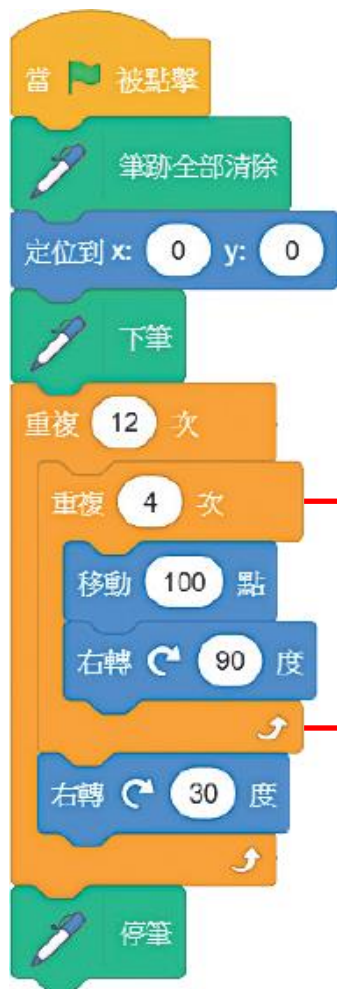 當 被點擊
筆跡全部清除
定位到 x: 0 y: 0
下筆
重複 12 次
重複 4 次
移動 100 點
右轉 90 度
右轉 30 度
停筆